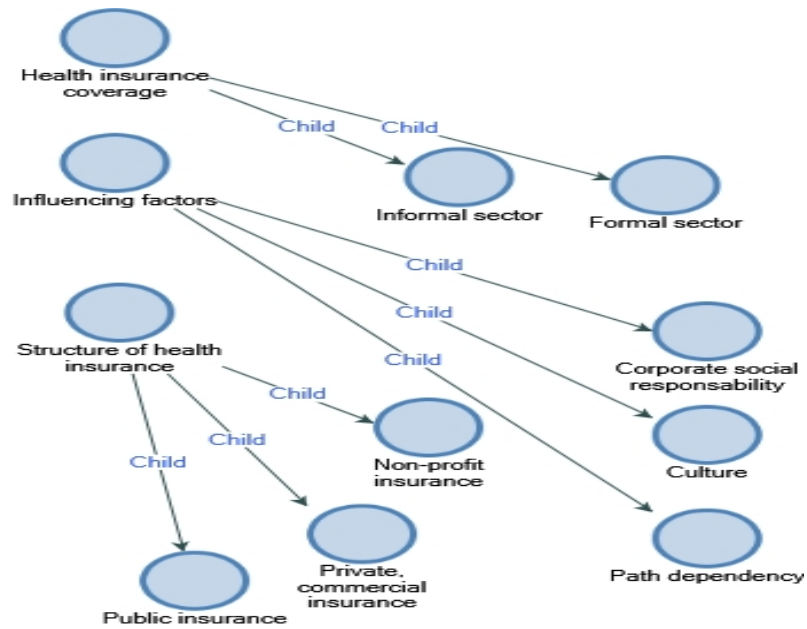 Health insurance
coverage
Child
Child
Informal sector
Formal sector
Influencing factors
Child
Child
Child
Corporate social
responsability
Culture
Path dependency
Structure of health
insurance
Child
Child
Child
Non-profit
insurance
Private,
commercial
insurance
Public insurance